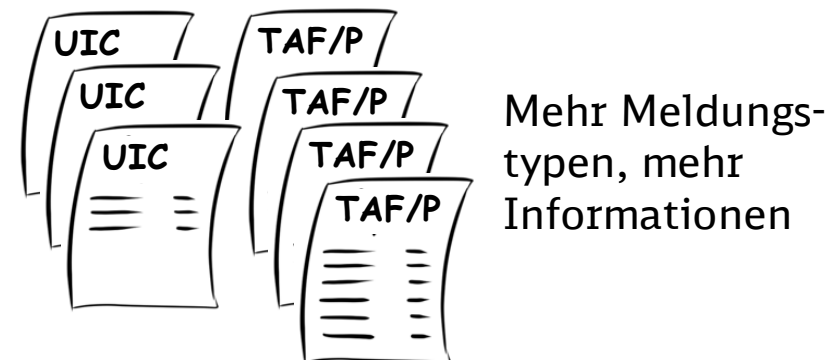 UIC
UIC
UIC
TAF/P
TAF/P
TAF/P
TAF/P
Mehr Meldungs-
typen, mehr
Informationen